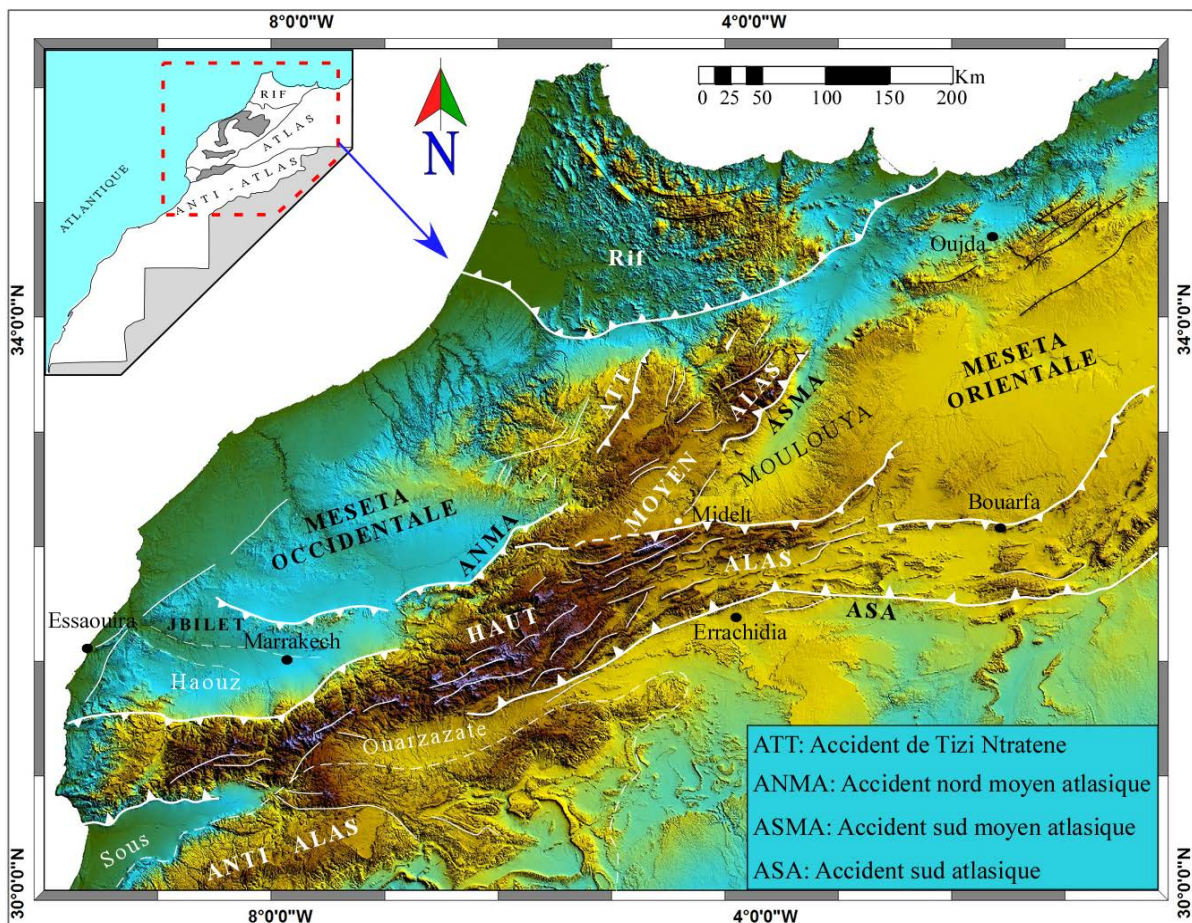 8°0'0"W
4°0'0"W
RIF
ATLAS
ANTI - ATLAS
ATLANTIQUE
N
Km
0 25 50 100 150 200
Oujda
Rif
34°0'0"N
34°0'0"N
MESETA
ORIENTALE
ATT
ALAS
ASMA
MOULOUYA
MOYEN
MESETA
OCCIDENTALE
ANMA
Midelt
Bouarfa
ALAS
HAUT
ASA
Errachidia
Essaouira
JBILET
Marrakech
Haouz
Ouarzazate
Sous
ANTI ALAS
ATT: Accident de Tizi Ntratene
ANMA: Accident nord moyen atlasique
ASMA: Accident sud moyen atlasique
ASA: Accident sud atlasique
30°0'0"N
30°0'0"N
8°0'0"W
4°0'0"W